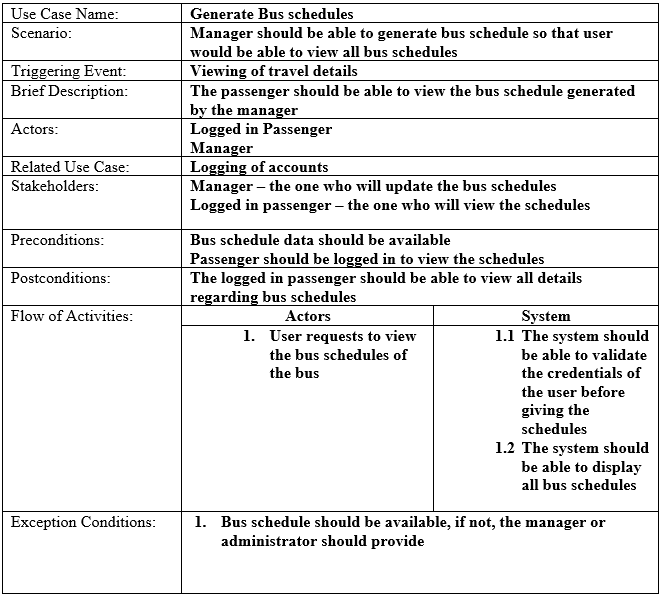 Use Case Name: Generate Bus schedules
Scenario: Manager should be able to generate bus schedule so that user
would be able to view all bus schedules
Triggering Event: Viewing of travel details
Brief Description: The passenger should be able to view the bus schedule generated
by the manager
Actors: Logged in Passenger
Manager
Related Use Case: Logging of accounts
Stakeholders: Manager – the one who will update the bus schedules
Logged in passenger – the one who will view the schedules
Preconditions: Bus schedule data should be available
Passenger should be logged in to view the schedules
Postconditions: The logged in passenger should be able to view all details
regarding bus schedules
Flow of Activities: Actors System
1. User requests to view
the bus schedules of
the bus
1.1 The system should
be able to validate
the credentials of
the user before
giving the
schedules
1.2 The system should
be able to display
all bus schedules
Exception Conditions: 1. Bus schedule should be available, if not, the manager or
administrator should provide